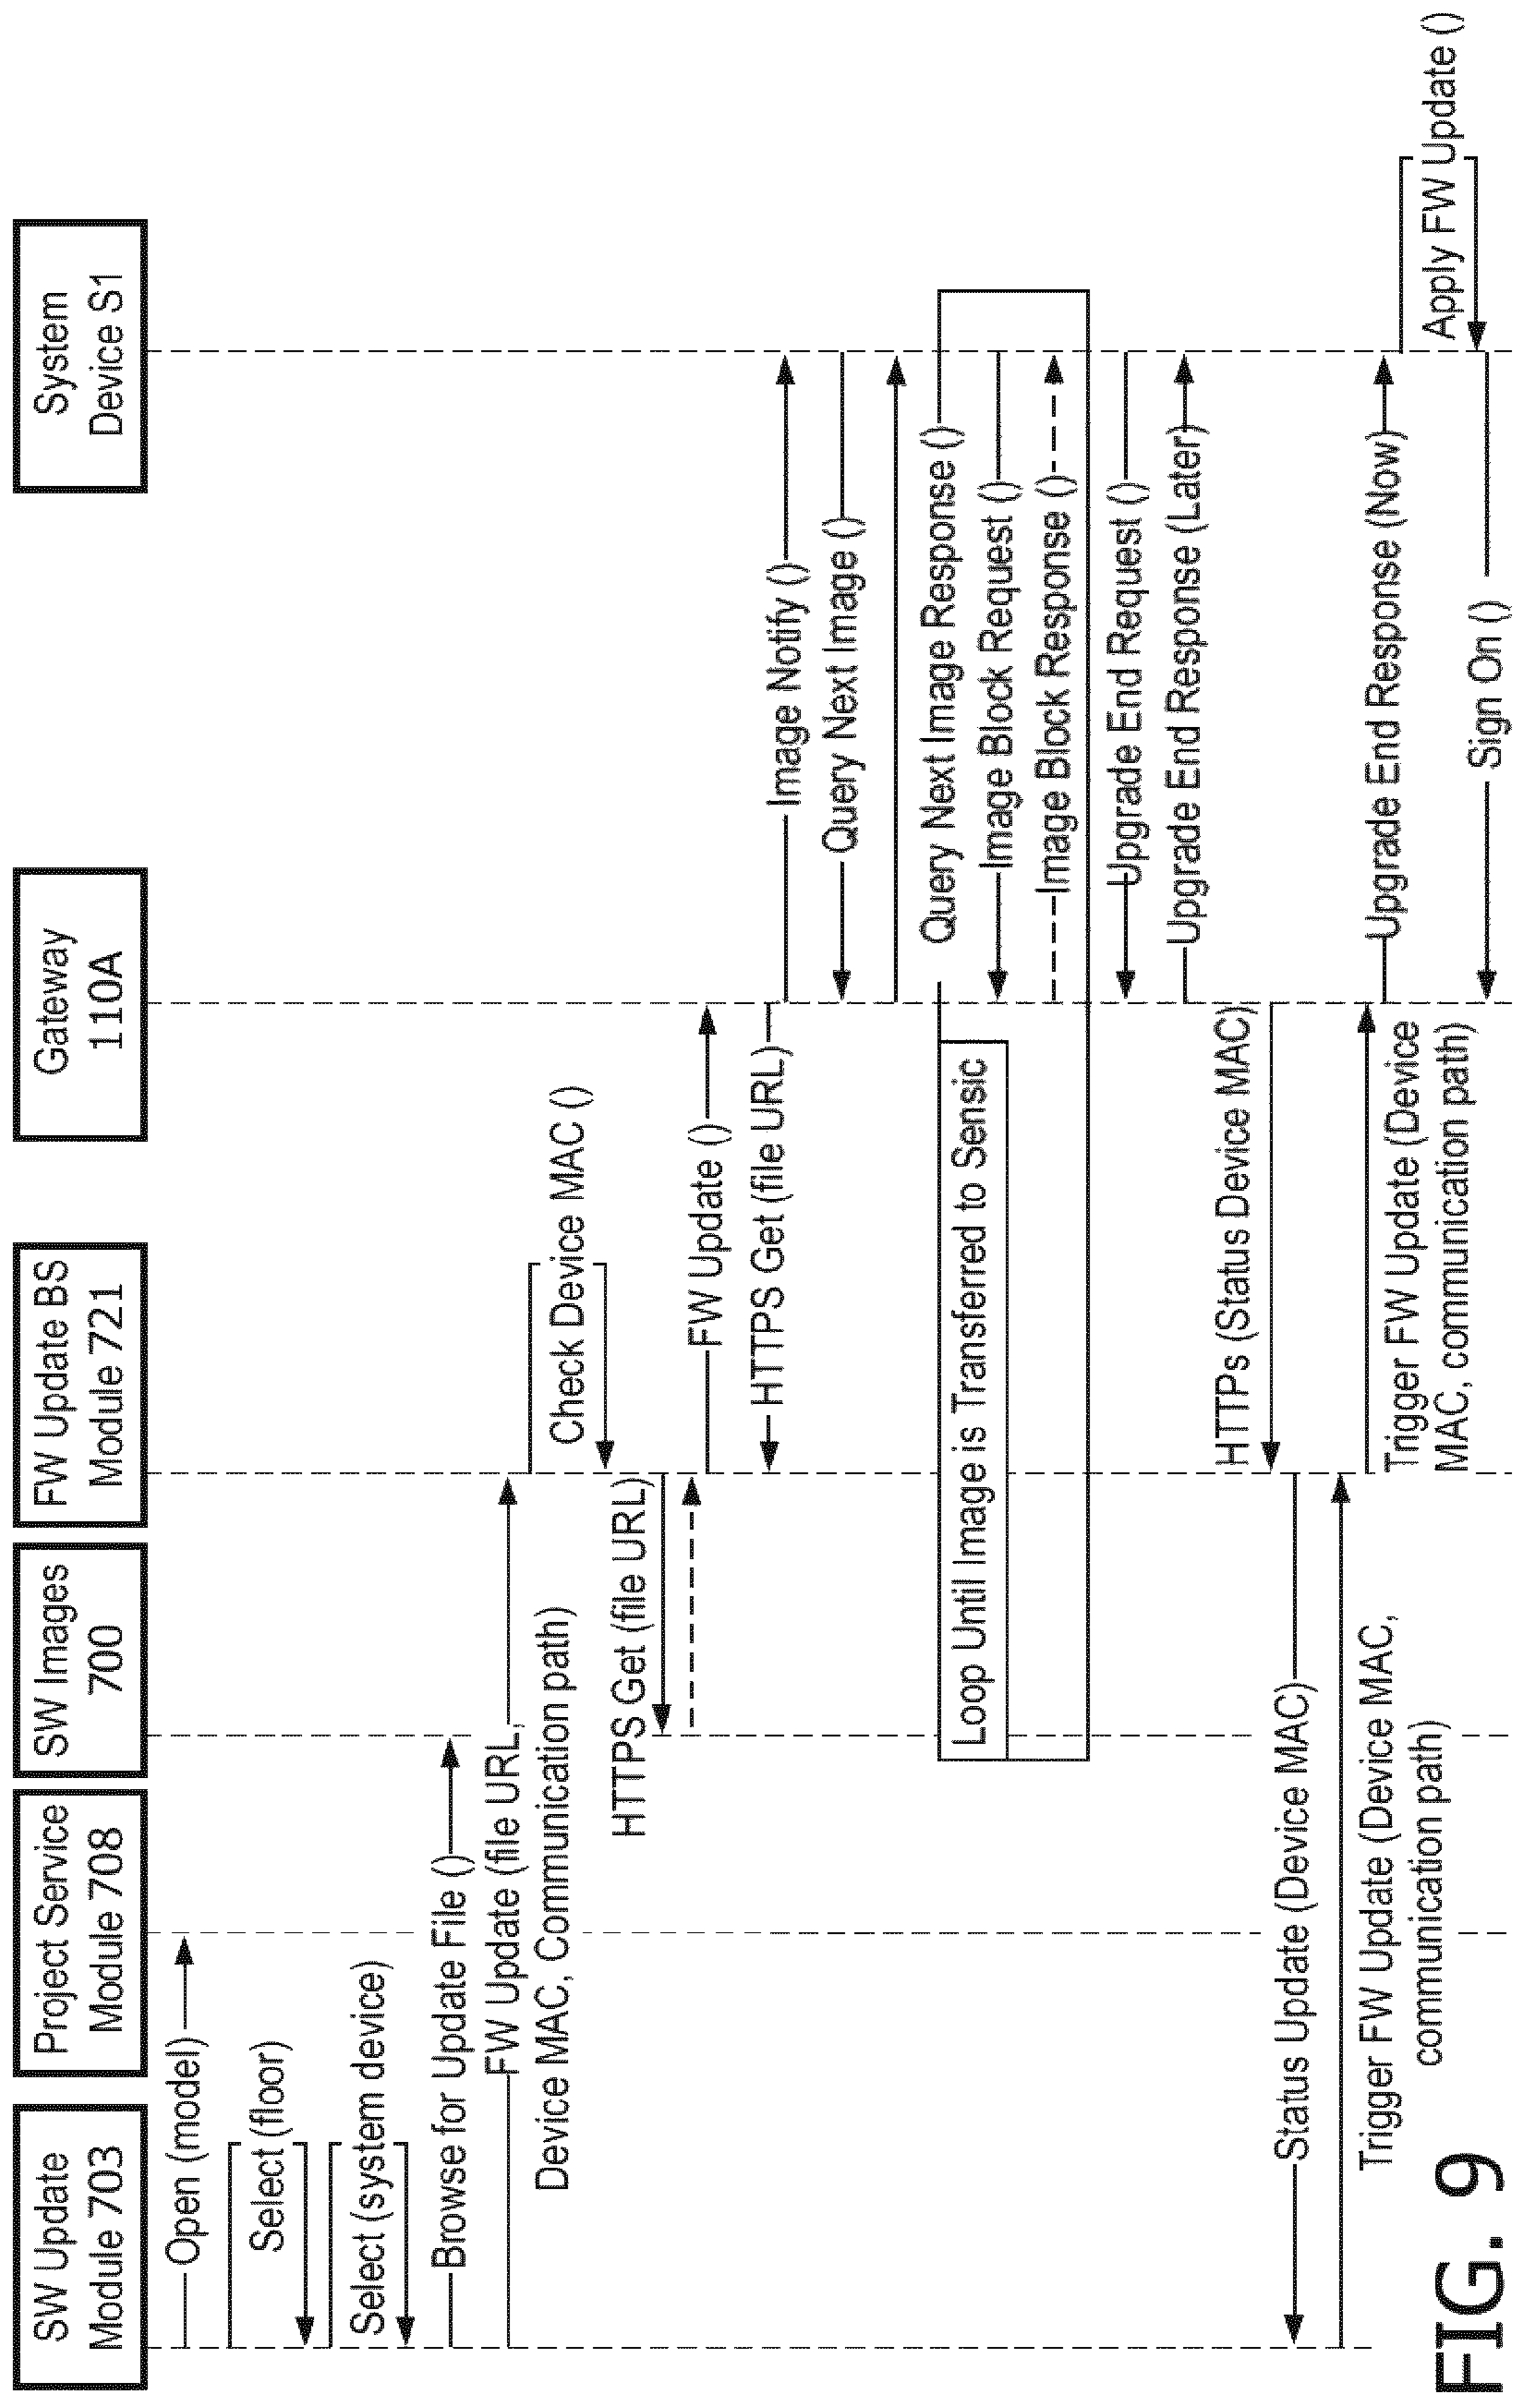 SW Update
Module 703
Project Service
Module 708
SW Images
700
FW Update BS
Module 721
Gateway
110A
System
Device S1
Open (model)
Select (floor)
Select (system device)
Browse for Update File ()
FW Update (file URL,
Device MAC, Communication path)
Check Device MAC ()
HTTPS Get (file URL)
FW Update ()
HTTPS Get (file URL)
Image Notify ()
Query Next Image ()
Query Next Image Response ()
Loop Until Image is Transferred to Sensic
Image Block Request ()
Image Block Response ()
Upgrade End Request ()
Upgrade End Response (Later)
HTTPs (Status Device MAC)
Status Update (Device MAC)
Trigger FW Update (Device MAC,
communication path)
Trigger FW Update (Device
MAC, communication path)
Upgrade End Response (Now)
Apply FW Update ()
Sign On ()
FIG. 9